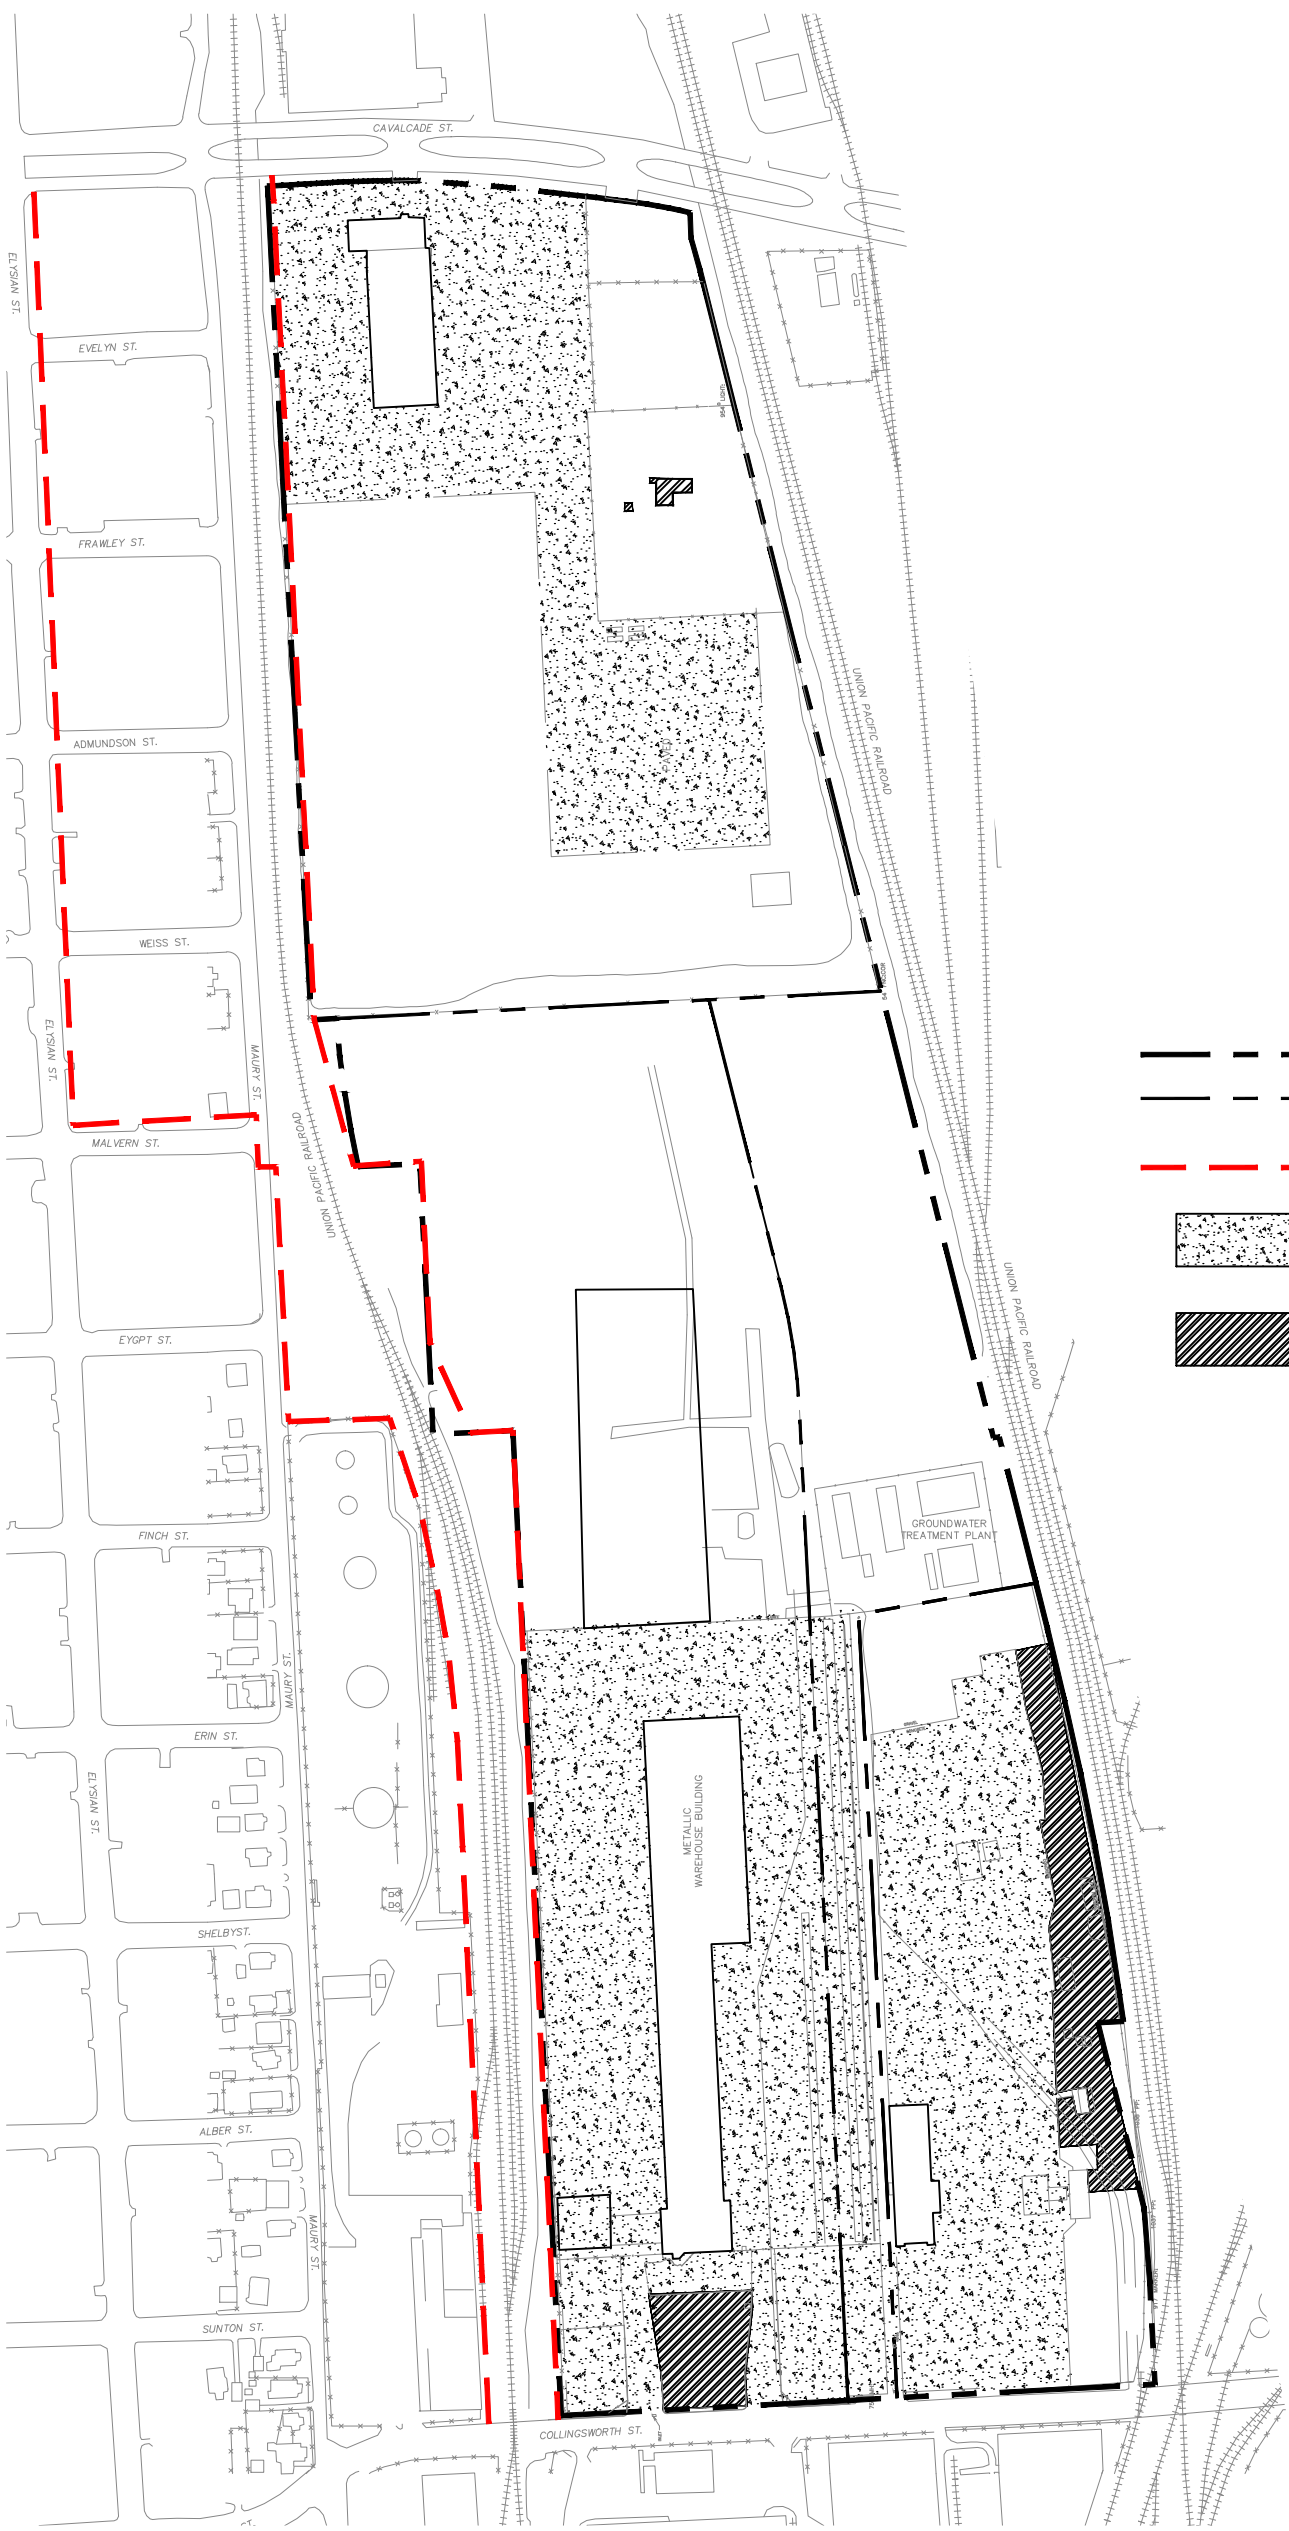 CAVALCADE ST.
ELYSIAN ST.
EVELYN ST.
FRAWLEY ST.
UNION PACIFIC RAILROAD
ADMUNDSON ST.
PAVED
WEISS ST.
ELYSIAN ST.
MAURY ST.
MALVERN ST.
UNION PACIFIC RAILROAD
UNION PACIFIC RAILROAD
EYGPT ST.
FINCH ST.
GROUNDWATER
TREATMENT PLANT
MAURY ST.
ERIN ST.
ELYSIAN ST.
METALLIC
WAREHOUSE BUILDING
SHELBYST.
ALBER ST.
MAURY ST.
SUNTON ST.
COLLINGSWORTH ST.
ST.